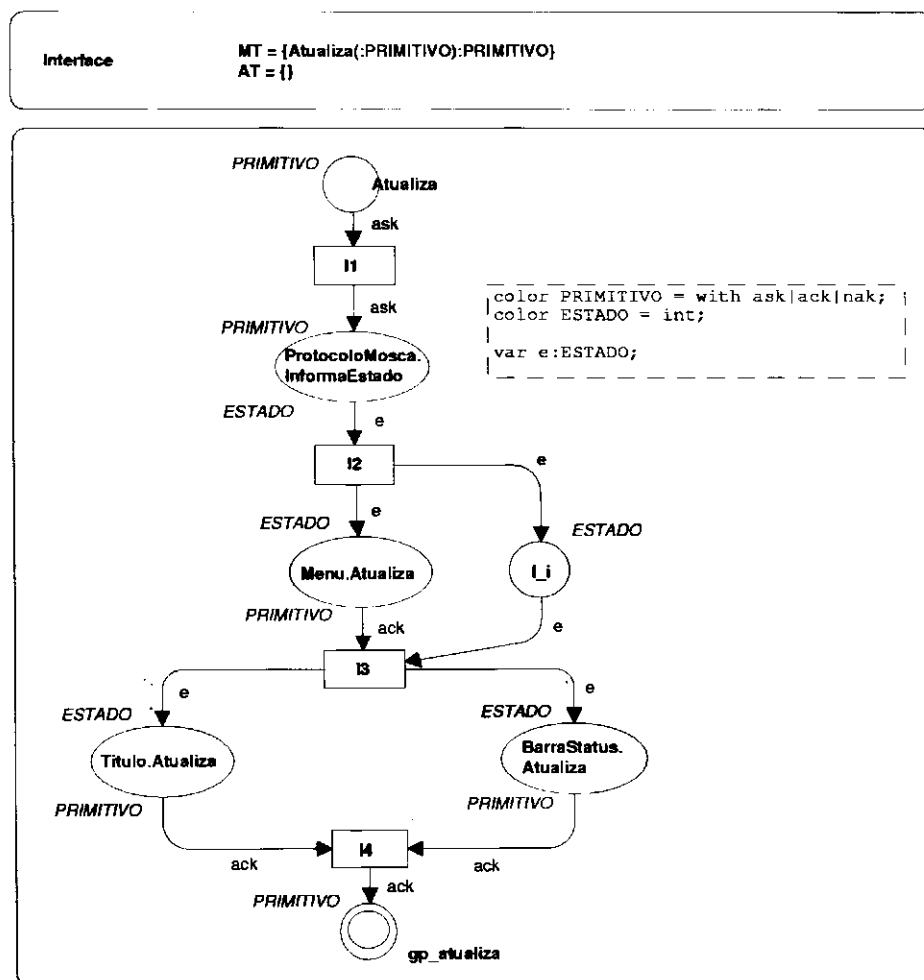 Interface
MT = {Atualiza(:PRIMITIVO):PRIMITIVO}
AT = {}
PRIMITIVO
Atualiza
ask
I1
ask
color PRIMITIVO = with ask|ack|nak;
color ESTADO = int;
var e:ESTADO;
PRIMITIVO
ProtocoloMosca.
InformaEstado
ESTADO
e
I2
e
e
ESTADO
ESTADO
Menu.Atualiza
I_i
PRIMITIVO
ack
e
I3
e
e
ESTADO
ESTADO
Titulo.Atualiza
BarraStatus.
Atualiza
PRIMITIVO
PRIMITIVO
I4
ack
ack
PRIMITIVO
ack
gp_atualiza